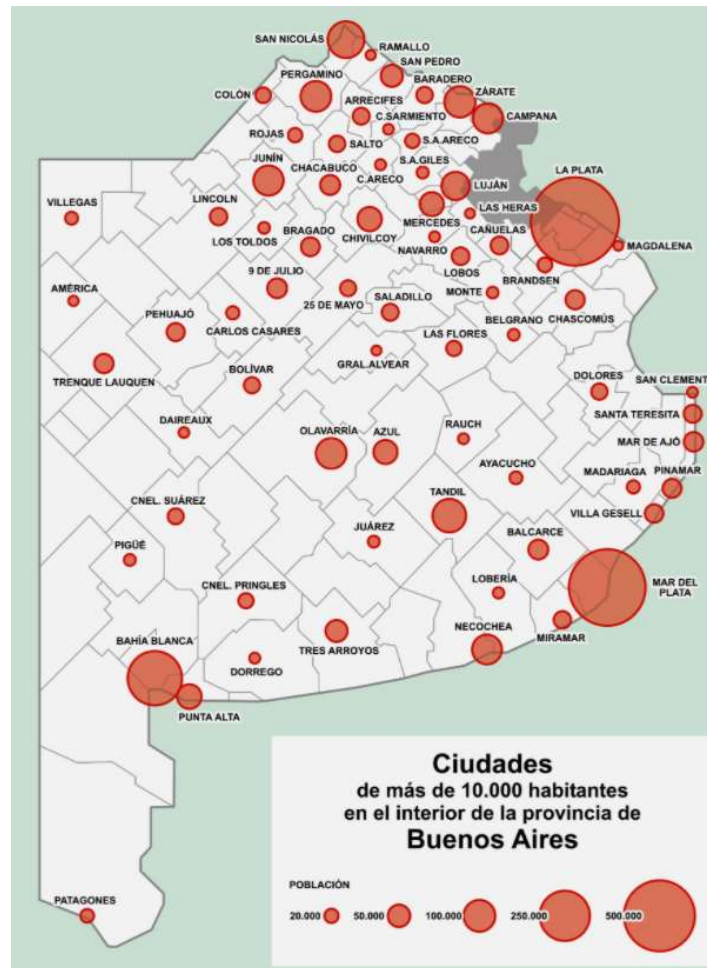 SAN NICOLÁS
RAMALLO
SAN PEDRO
PERGAMINO
BARADERO
ZÁRATE
COLÓN
ARRECIFES
CAMPANA
C.SARMIENTO
ROJAS
SALTO
S.A.ARECO
JUNÍN
CHACABUCO
C.ARECO
S.A.GILES
LA PLATA
LUJÁN
VILLEGAS
LINCOLN
LAS HERAS
LOS TOLDOS
BRAGADO
CHIVILCOY
MERCEDES
CAÑUELAS
MAGDALENA
NAVARRO
LOBOS
9 DE JULIO
BRANDSEN
AMÉRICA
25 DE MAYO
SALADILLO
MONTE
CHASCOMÚS
PEHUAJÓ
CARLOS CASARES
BELGRANO
LAS FLORES
GRAL.ALVEAR
TRENQUE LAUQUEN
BOLÍVAR
DOLORES
SAN CLEMENT
SANTA TERESITA
DAIREAUX
OLAVARRÍA
AZUL
RAUCH
MAR DE AJÓ
AYACUCHO
MADARIAGA
PINAMAR
CNEL. SUÁREZ
TANDIL
VILLA GESELL
JUÁREZ
BALCARCE
PIGÜÉ
LOBERÍA
CNEL. PRINGLES
MAR DEL
PLATA
BAHÍA BLANCA
NECOCHEA
MIRAMAR
TRES ARROYOS
DORREGO
PUNTA ALTA
PATAGONES
Ciudades
de más de 10.000 habitantes
en el interior de la provincia de
Buenos Aires
POBLACIÓN
20.000 50.000 100.000 250.000 500.000